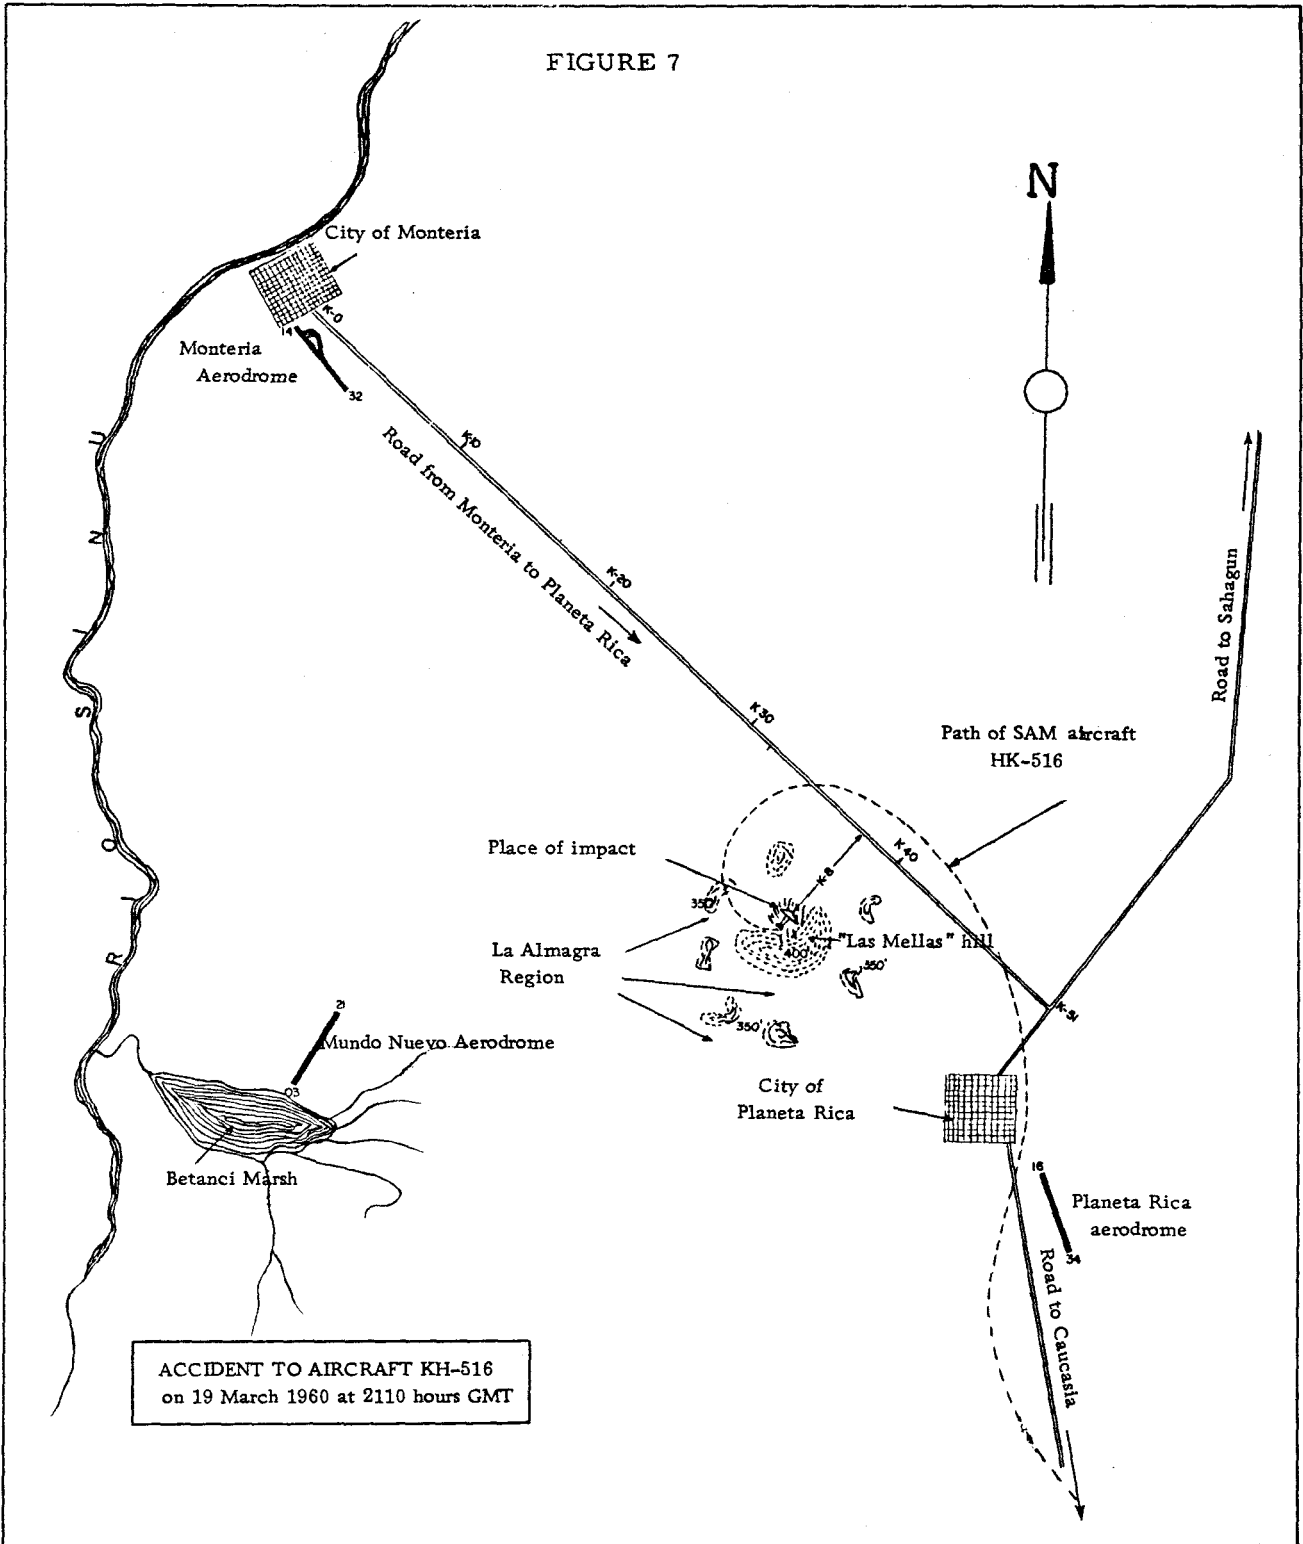 FIGURE 7
N
City of Monteria
K-0
14
Monteria
Aerodrome
32
K-10
Road from Monteria to Planeta Rica
K-20
K30
K40
K-51
RIO SINU
Road to Sahagun
Path of SAM aircraft
HK-516
Place of impact
K-8
350'
"Las Mellas" hill
400'
La Almagra
Region
350'
350'
21
Mundo Nuevo Aerodrome
03
City of
Planeta Rica
Betanci Marsh
16
Planeta Rica
aerodrome
34
Road to Caucasia
ACCIDENT TO AIRCRAFT KH-516
on 19 March 1960 at 2110 hours GMT